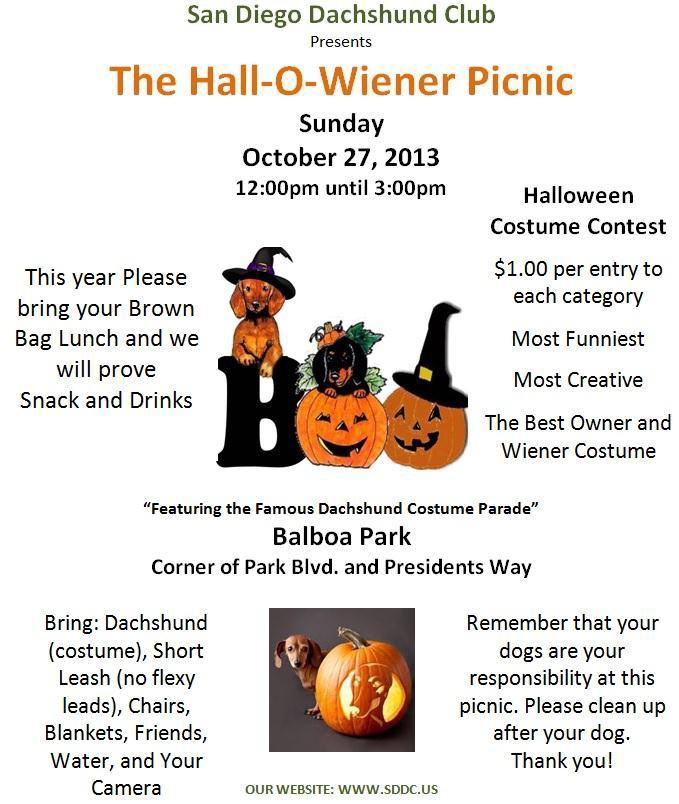 San Diego Dachshund Club
Presents
The Hall-O-Wiener Picnic
Sunday
October 27, 2013
12:00pm until 3:00pm
Halloween
Costume Contest
$1.00 per entry to
each category
Most Funniest
Most Creative
The Best Owner and
Wiener Costume
This year Please
bring your Brown
Bag Lunch and we
will prove
Snack and Drinks
BOO
“Featuring the Famous Dachshund Costume Parade”
Balboa Park
Corner of Park Blvd. and Presidents Way
Bring: Dachshund
(costume), Short
Leash (no flexy
leads), Chairs,
Blankets, Friends,
Water, and Your
Camera
Remember that your
dogs are your
responsibility at this
picnic. Please clean up
after your dog.
Thank you!
OUR WEBSITE: WWW.SDDC.US